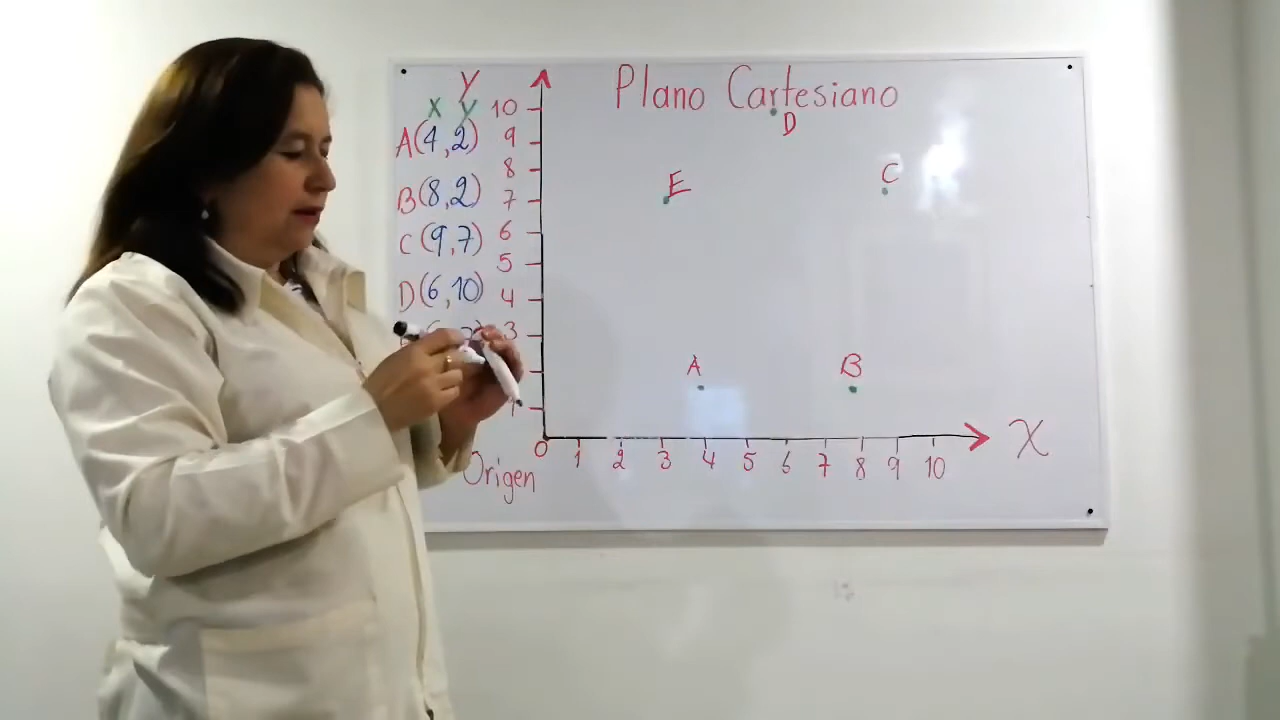 Plano Cartesiano
Y
X Y
A(4,2)
B(8,2)
C(9,7)
D(6,10)
10
9
8
7
6
5
4
3
D
C
E
A
B
0 1 2 3 4 5 6 7 8 9 10
X
Origen